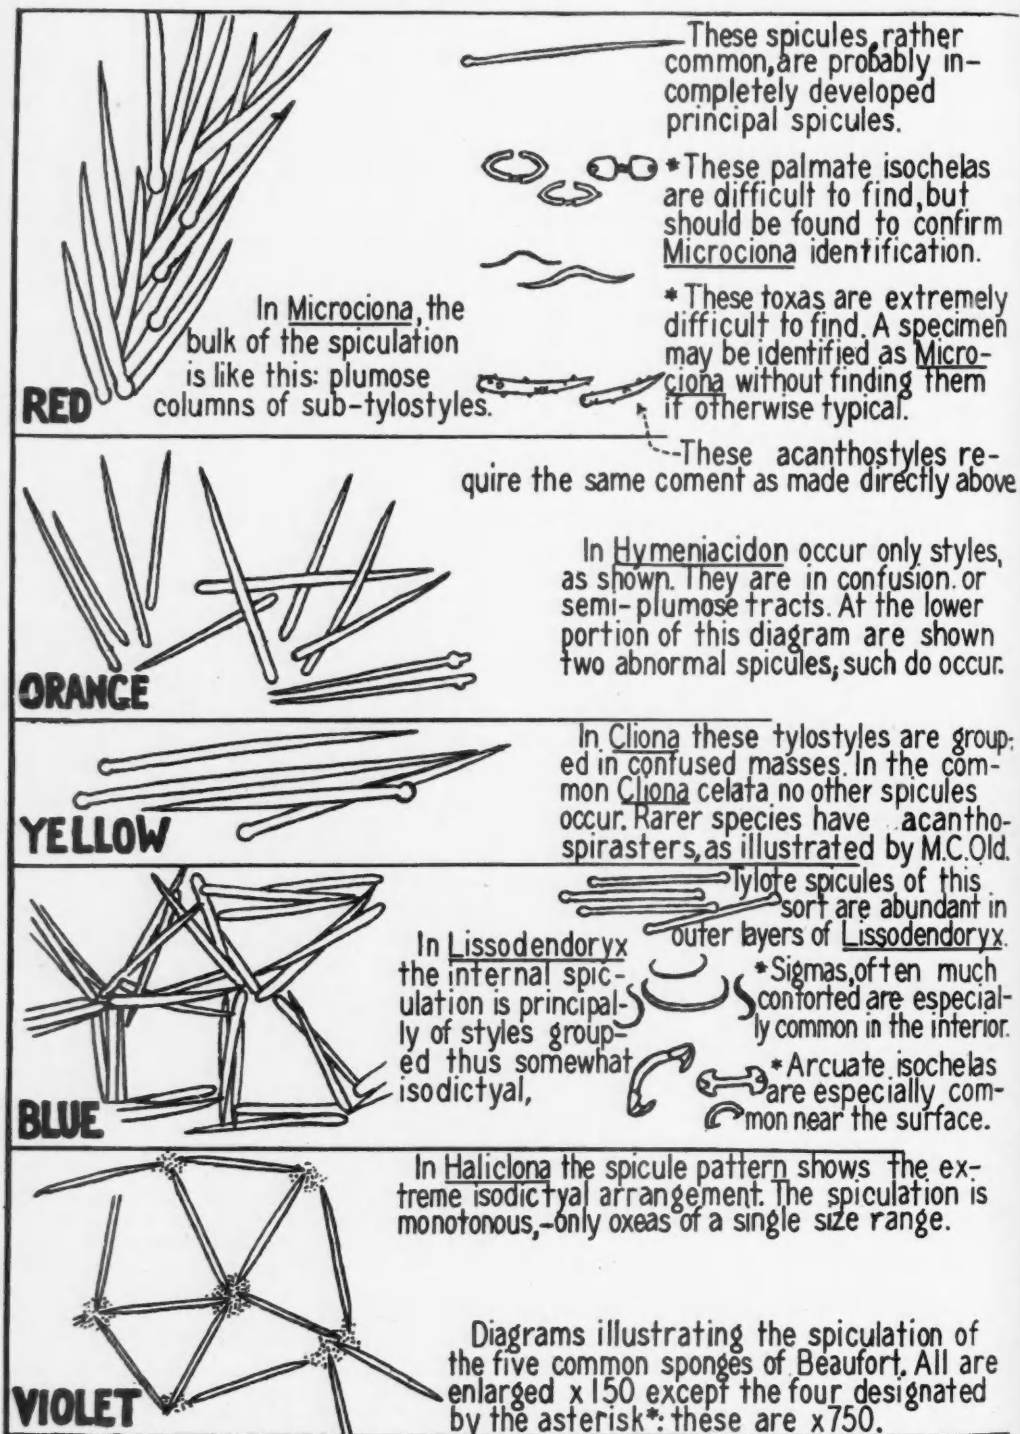 These spicules, rather
common, are probably in-
completely developed
principal spicules.
*These palmate isochelas
are difficult to find, but
should be found to confirm
Microciona identification.
*These toxas are extremely
difficult to find. A specimen
may be identified as Micro-
ciona without finding them
if otherwise typical.
These acanthostyles re-
quire the same coment as made directly above
In Microciona, the
bulk of the spiculation
is like this: plumose
columns of sub-tylostyles.
RED
In Hymeniacidon occur only styles,
as shown. They are in confusion. or
semi-plumose tracts. At the lower
portion of this diagram are shown
two abnormal spicules; such do occur.
ORANGE
In Cliona these tylostyles are group-
ed in confused masses. In the com-
mon Cliona celata no other spicules
occur. Rarer species have acantho-
spirasters, as illustrated by M.C.Old.
YELLOW
Tylote spicules of this
sort are abundant in
outer layers of Lissodendoryx.
In Lissodendoryx
the internal spic-
ulation is principal-
ly of styles group-
ed thus somewhat
isodictyal,
*Sigmas, often much
contorted are especial-
ly common in the interior.
*Arcuate isochelas
are especially com-
mon near the surface.
BLUE
In Haliclona the spicule pattern shows the ex-
treme isodictyal arrangement. The spiculation is
monotonous,-only oxeas of a single size range.
Diagrams illustrating the spiculation of
the five common sponges of Beaufort. All are
enlarged x 150 except the four designated
by the asterisk*: these are x750.
VIOLET